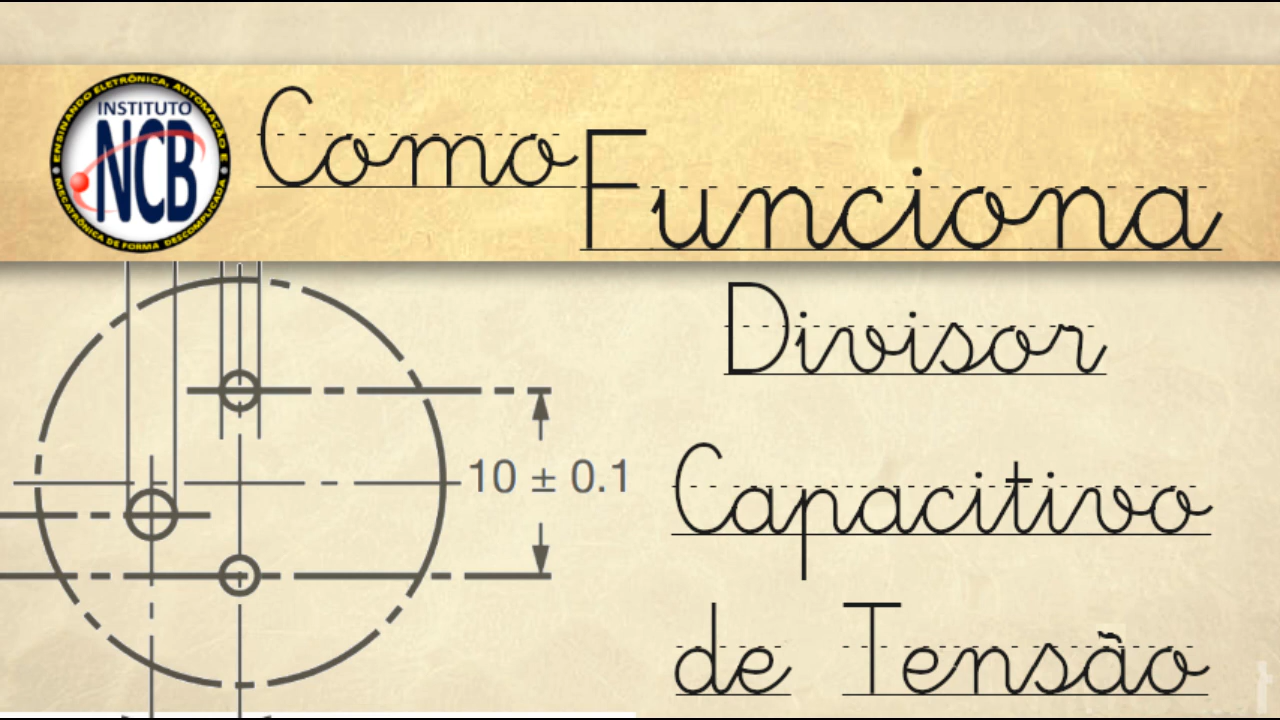 ENSINANDO ELETRÔNICA, AUTOMAÇÃO E
INSTITUTO
NCB
MECATRÔNICA DE FORMA DESCOMPLICADA
Como Funciona
Divisor
10 ± 0.1
Capacitivo
de Tensão